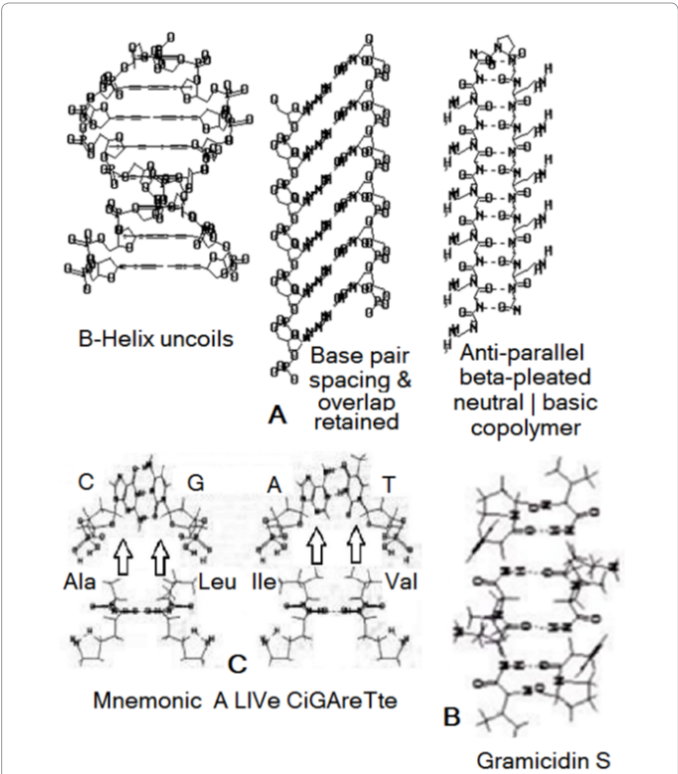 B-Helix uncoils
Base pair
spacing &
overlap
retained
A
Anti-parallel
beta-pleated
neutral | basic
copolymer
C G
A T
Ala Leu
Ile Val
C
Mnemonic A LIVe CiGAreTte
B
Gramicidin S